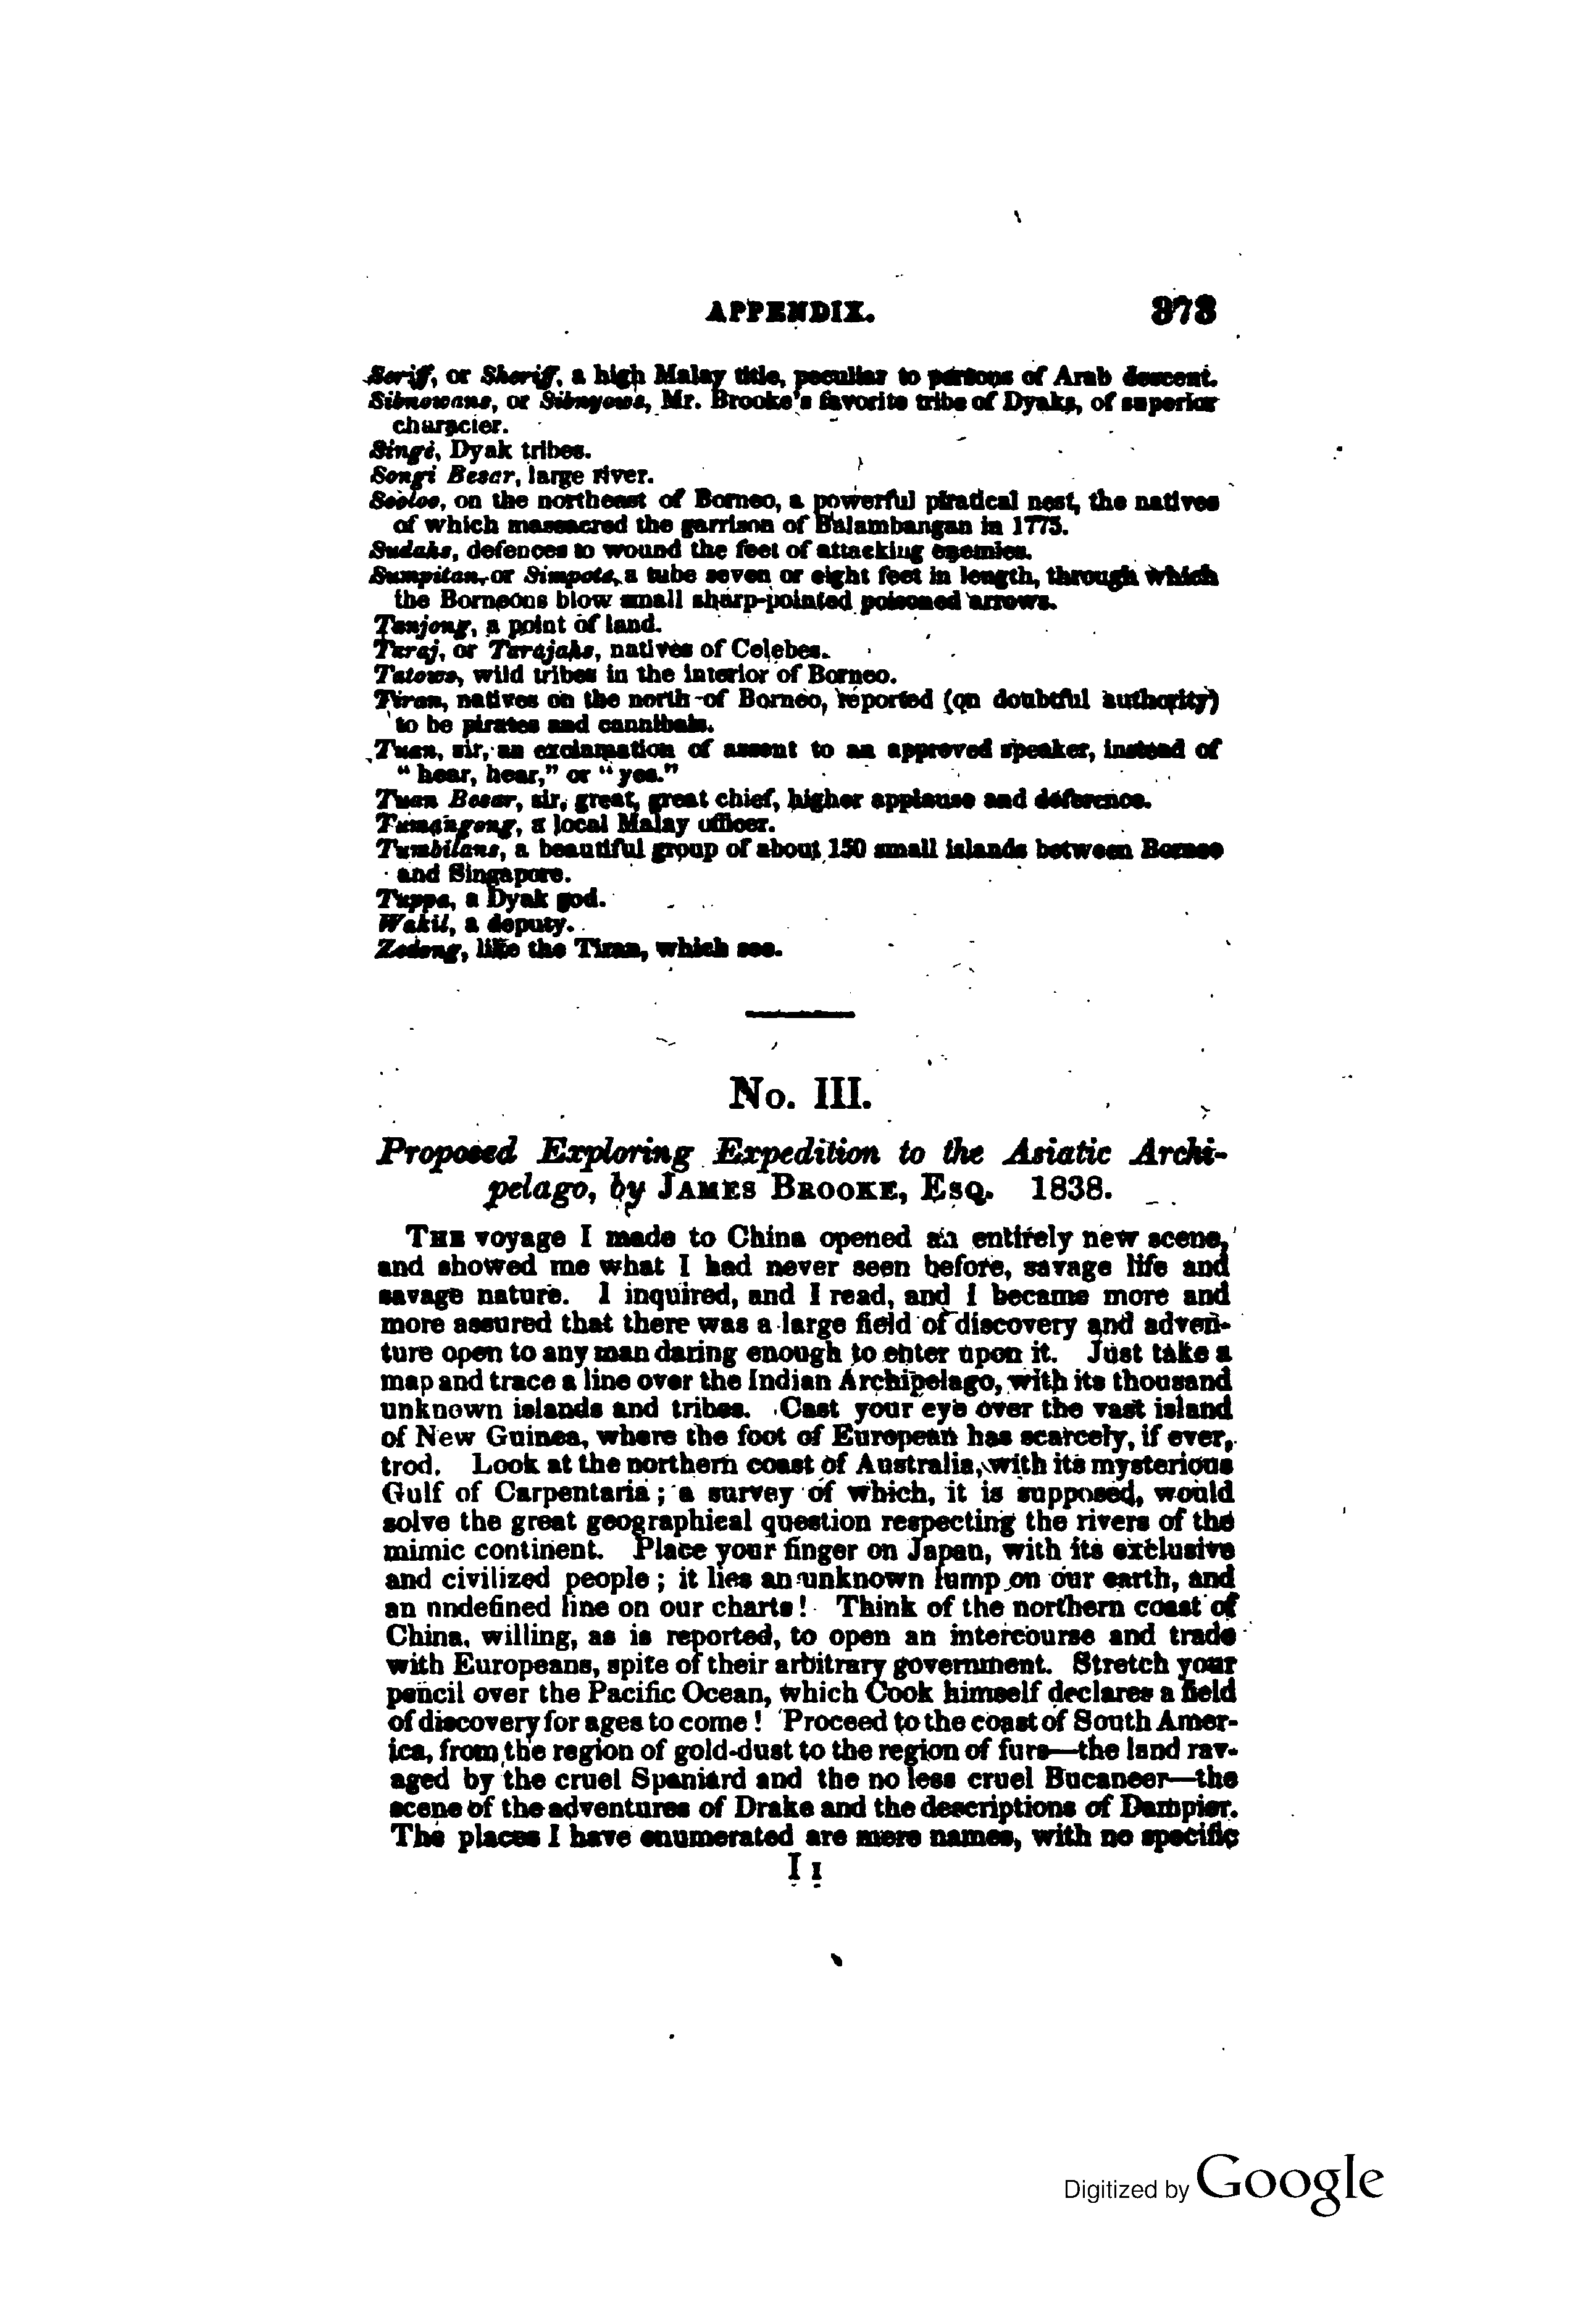 APPENDIX. 373
Seriff, or Sheriff, a high Malay title, peculiar to persons of Arab descent.
Sibnowans, or Sibnyows, Mr. Brooke's favorite tribe of Dyaks, of superior
character.
Singè, Dyak tribes.
Songi Besar, large river.
Sooloo, on the northeast of Borneo, a powerful piratical nest, the natives
of which massacred the garrison of Balambangan in 1775.
Sudahs, defences to wound the feet of attacking enemies.
Sumpitan, or Simpote, a tube seven or eight feet in length, through which
the Borneons blow small sharp-pointed poisoned arrows.
Tanjong, a point of land.
Taraj, or Tarajahs, natives of Celebes.
Tatows, wild tribes in the interior of Borneo.
Tiran, natives on the north of Borneo, reported (on doubtful authority)
to be pirates and cannibals.
Tuan, sir, an exclamation of assent to an approved speaker, instead of
"hear, hear," or "yes."
Tuan Besar, sir, great, great chief, higher applause and deference.
Tumangong, a local Malay officer.
Tumbilans, a beautiful group of about 150 small islands between Borneo
and Singapore.
Tuppa, a Dyak god.
Wakil, a deputy.
Zedong, like the Tiran, which see.
No. III.
Proposed Exploring Expedition to the Asiatic Archi-
pelago, by JAMES BROOKE, ESQ. 1838.
THE voyage I made to China opened an entirely new scene,
and showed me what I had never seen before, savage life and
savage nature. I inquired, and I read, and I became more and
more assured that there was a large field of discovery and adven-
ture open to any man daring enough to enter upon it. Just take a
map and trace a line over the Indian Archipelago, with its thousand
unknown islands and tribes. Cast your eye over the vast island
of New Guinea, where the foot of European has scarcely, if ever,
trod. Look at the northern coast of Australia, with its mysterious
Gulf of Carpentaria; a survey of which, it is supposed, would
solve the great geographical question respecting the rivers of the
mimic continent. Place your finger on Japan, with its exclusive
and civilized people; it lies an unknown lump on our earth, and
an nndefined line on our charts! Think of the northern coast of
China, willing, as is reported, to open an intercourse and trade
with Europeans, spite of their arbitrary government. Stretch your
pencil over the Pacific Ocean, which Cook himself declares a field
of discovery for ages to come! Proceed to the coast of South Amer-
ica, from the region of gold-dust to the region of furs—the land rav-
aged by the cruel Spaniard and the no less cruel Bucaneer—the
scene of the adventures of Drake and the descriptions of Dampier.
The places I have enumerated are mere names, with no specific
I I
Digitized by Google